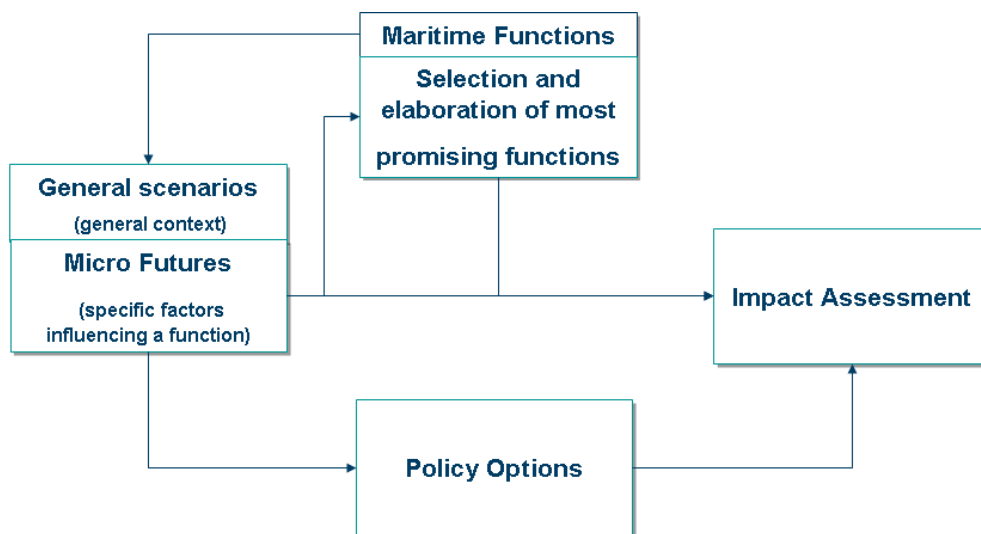 Maritime Functions
Selection and
elaboration of most
promising functions
General scenarios
(general context)
Micro Futures
(specific factors
influencing a function)
Impact Assessment
Policy Options